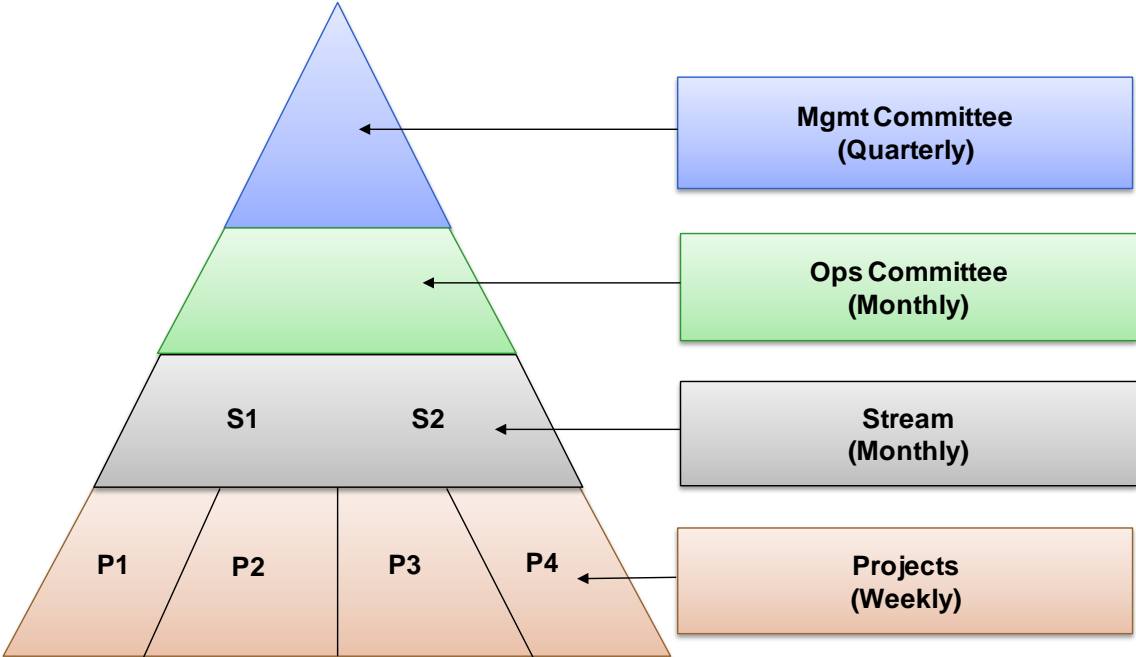 Mgmt Committee
(Quarterly)
Ops Committee
(Monthly)
S1 S2
Stream
(Monthly)
P1 P2 P3 P4
Projects
(Weekly)